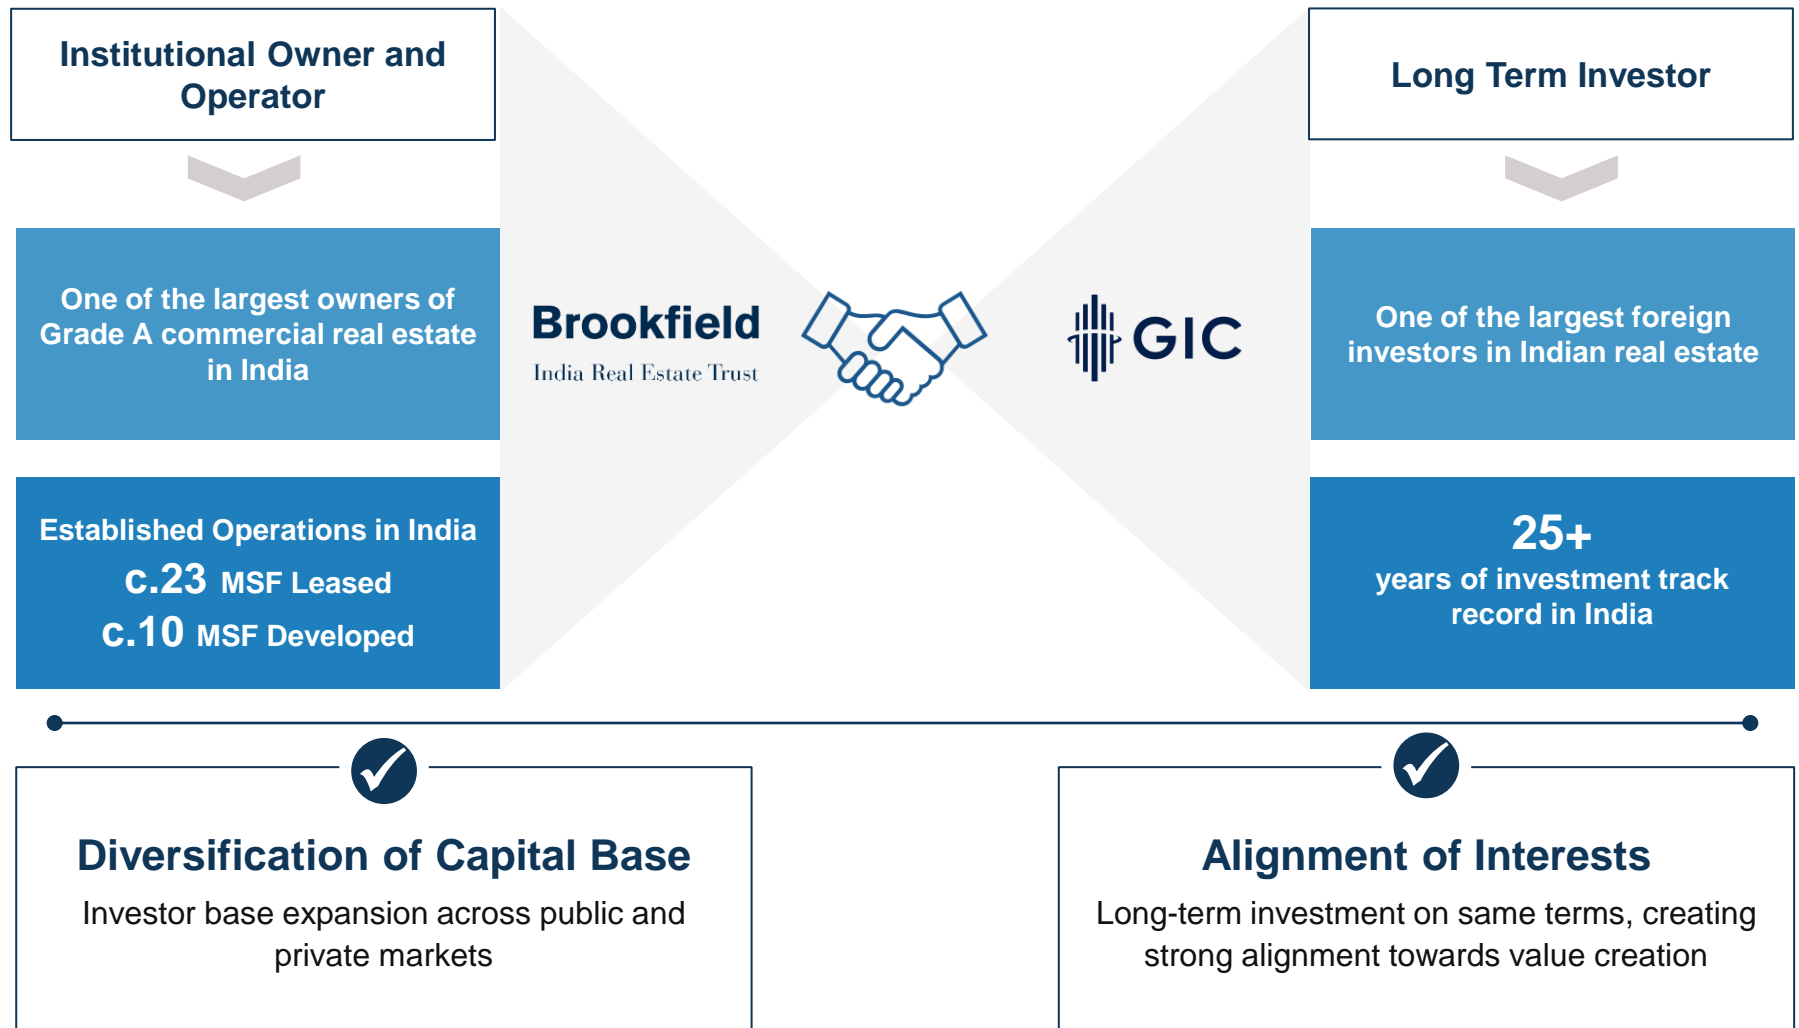 Institutional Owner and
Operator
Long Term Investor
One of the largest owners of
Grade A commercial real estate
in India
Brookfield
India Real Estate Trust
GIC
One of the largest foreign
investors in Indian real estate
Established Operations in India
c.23 MSF Leased
c.10 MSF Developed
25+
years of investment track
record in India
Diversification of Capital Base
Investor base expansion across public and
private markets
Alignment of Interests
Long-term investment on same terms, creating
strong alignment towards value creation